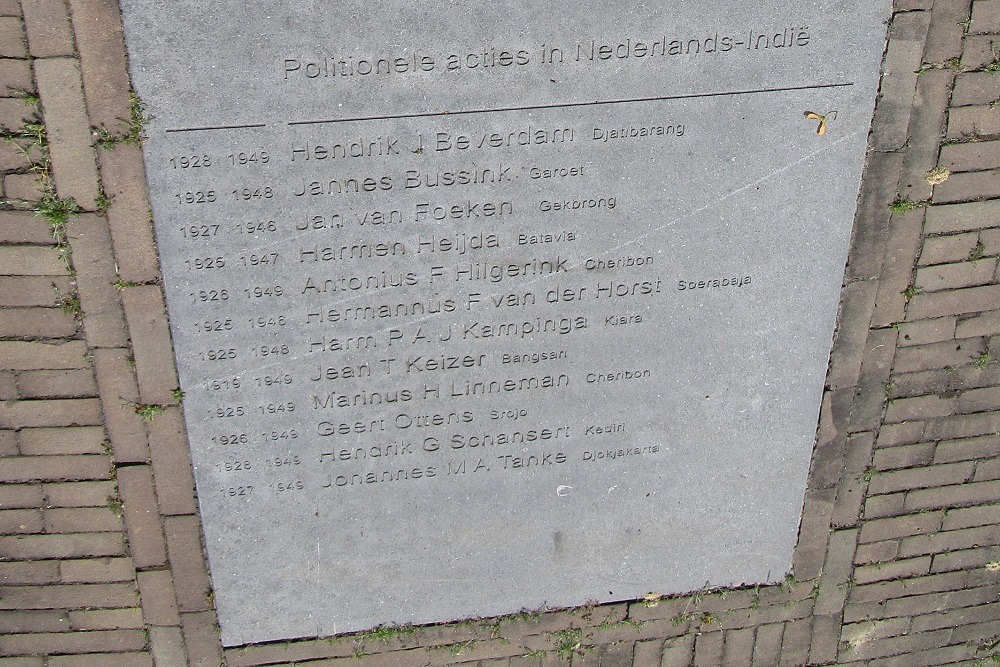 Politionele acties in Nederlands-Indië
1928 1949 Hendrik J Beverdam Djatibarang
1925 1948 Jannes Bussink Garoet
1927 1946 Jan van Foeken Gekbrong
1925 1947 Harmen Heijda Batavia
1926 1949 Antonius F Hilgerink Cheribon
1925 1946 Hermannus F van der Horst Soerabaja
1925 1948 Harm P A J Kampinga Kiara
1919 1949 Jean T Keizer Bangsan
1925 1949 Marinus H Linneman Cheribon
1926 1949 Geert Ottens Srojo
1928 1949 Hendrik G Schansert Kediri
1927 1949 Johannes M A Tanke Djokjakarta